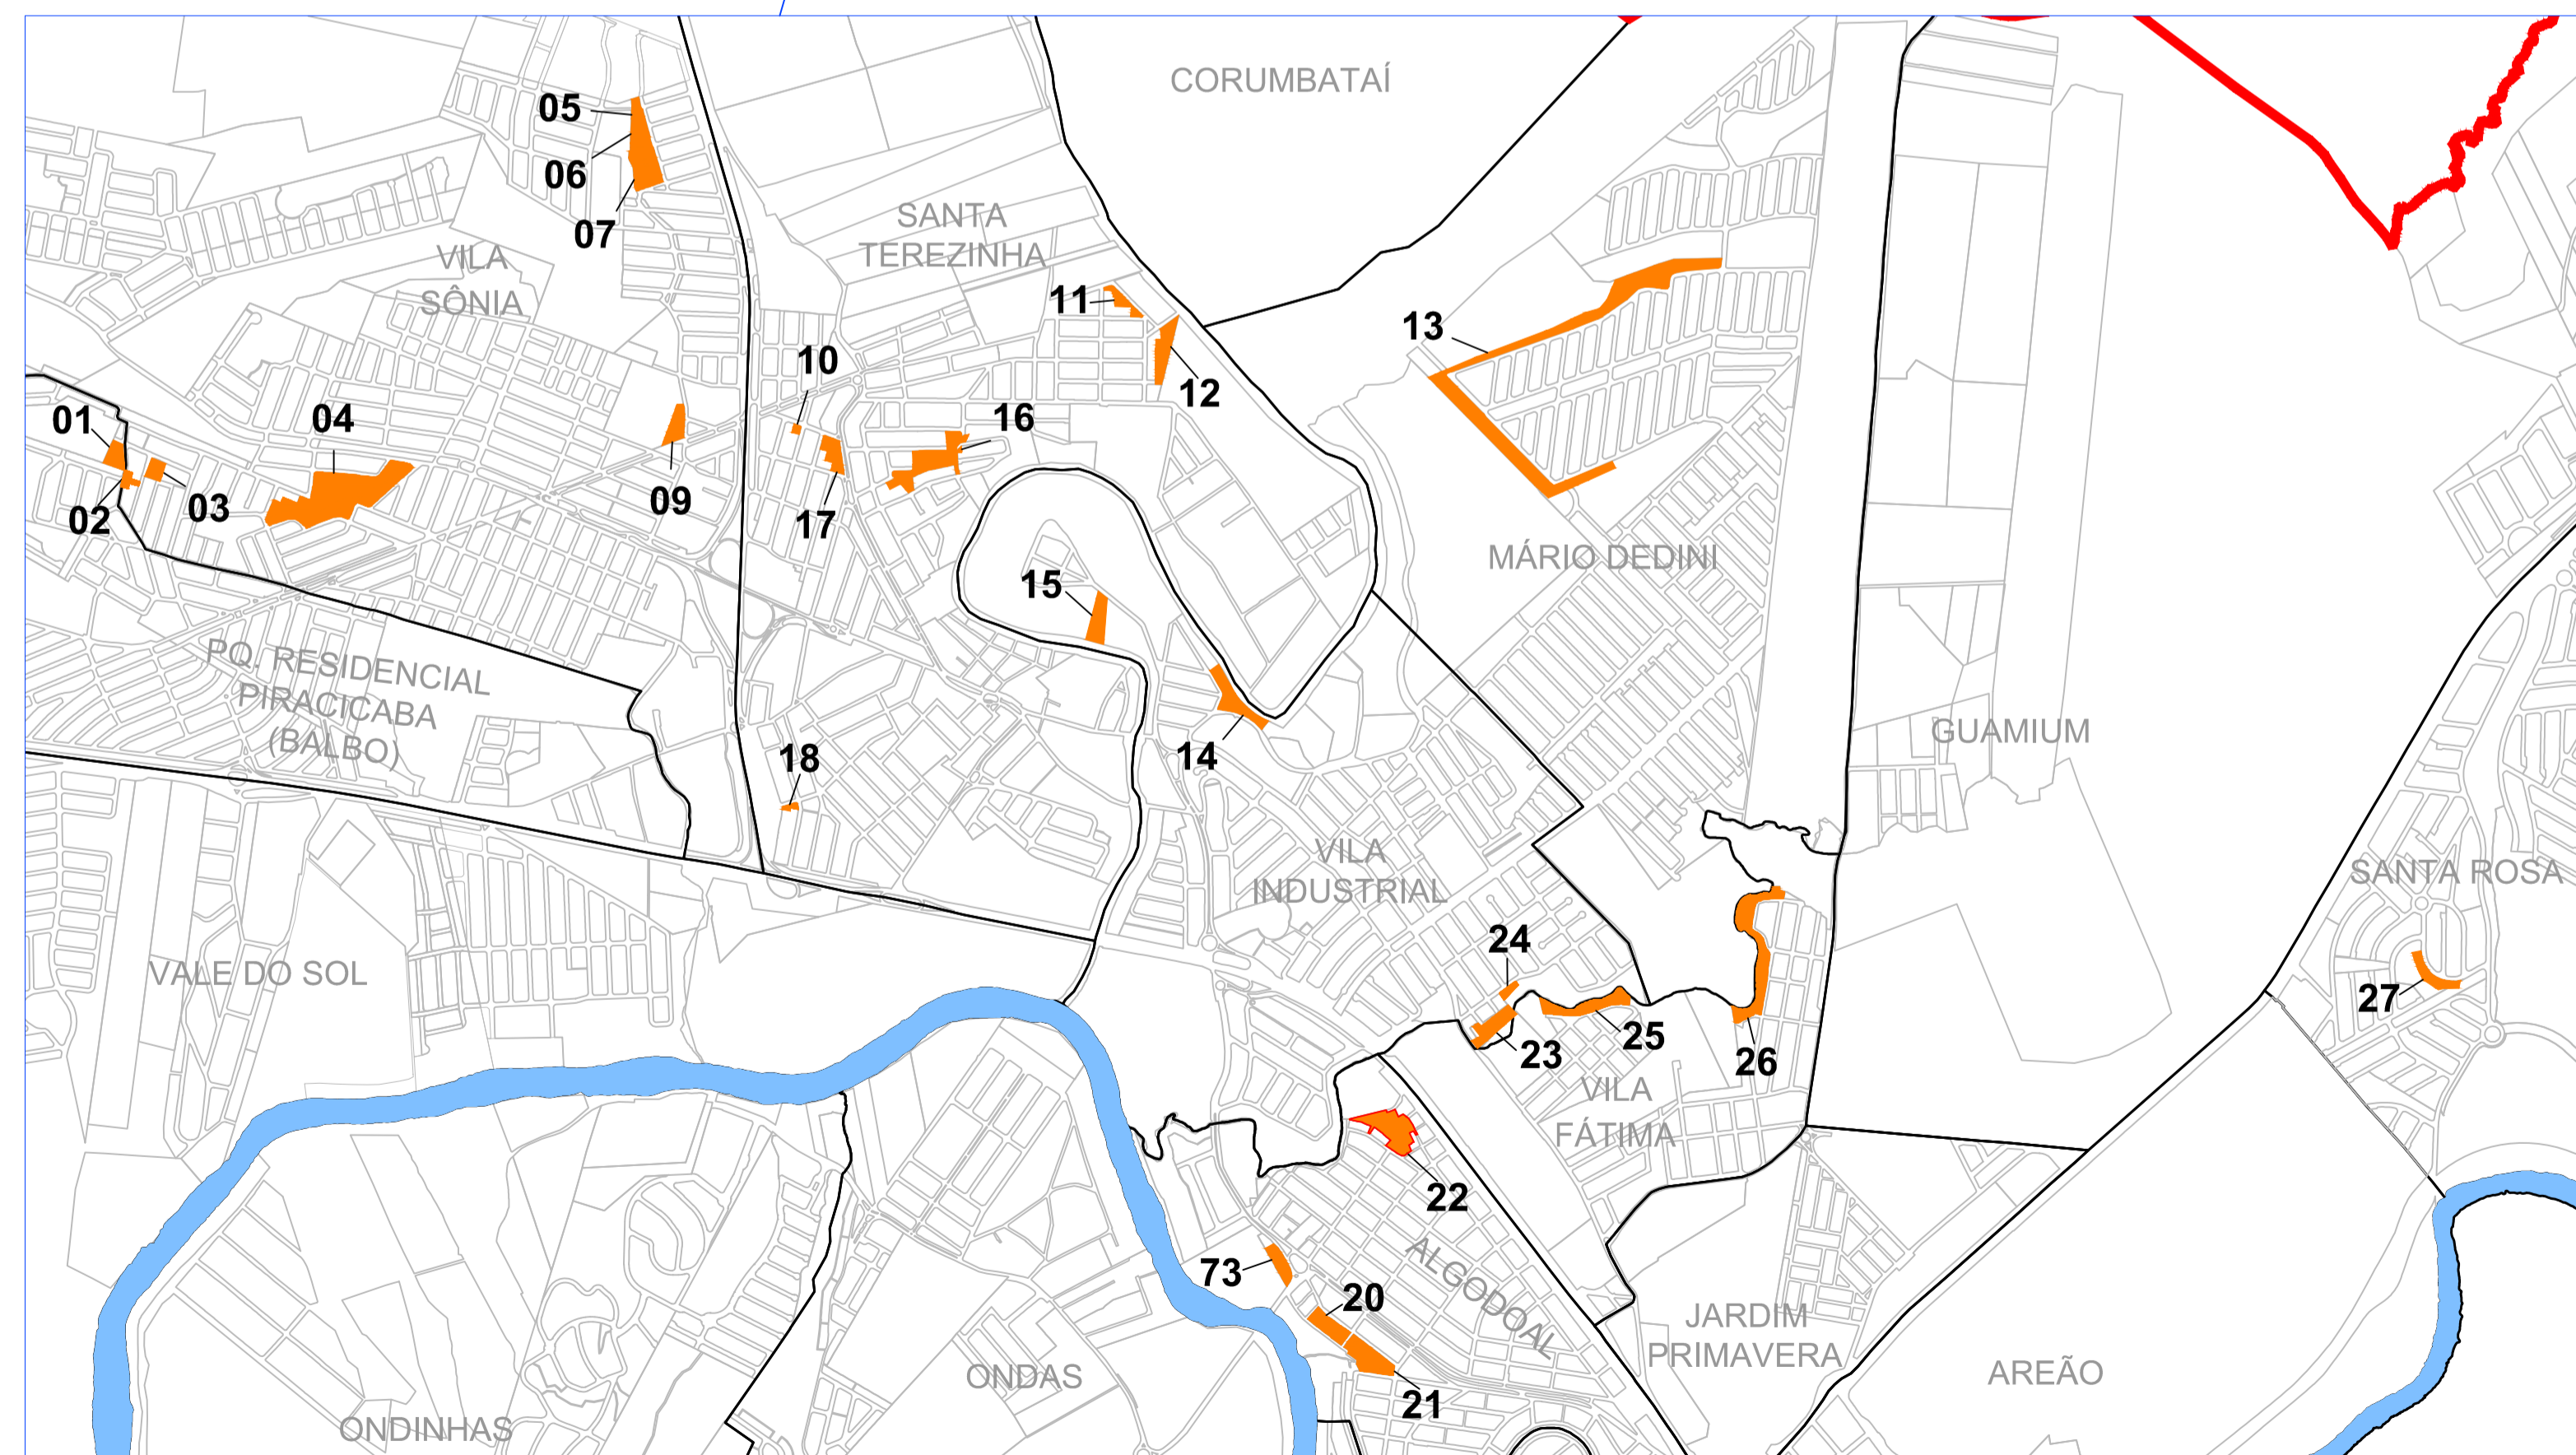 CORUMBATAÍ
05
06
07
SANTA
TEREZINHA
VILA
SÔNIA
11
13
12
10
04
01
16
09
03
02
17
MÁRIO DEDINI
15
PQ. RESIDENCIAL
PIRACICABA
(BALBO)
GUAMIUM
14
18
VILA
INDUSTRIAL
SANTA ROSA
24
VALE DO SOL
27
25
23
26
VILA
FÁTIMA
22
73
ALGODOAL
20
JARDIM
PRIMAVERA
ONDAS
AREÃO
21
ONDINHAS